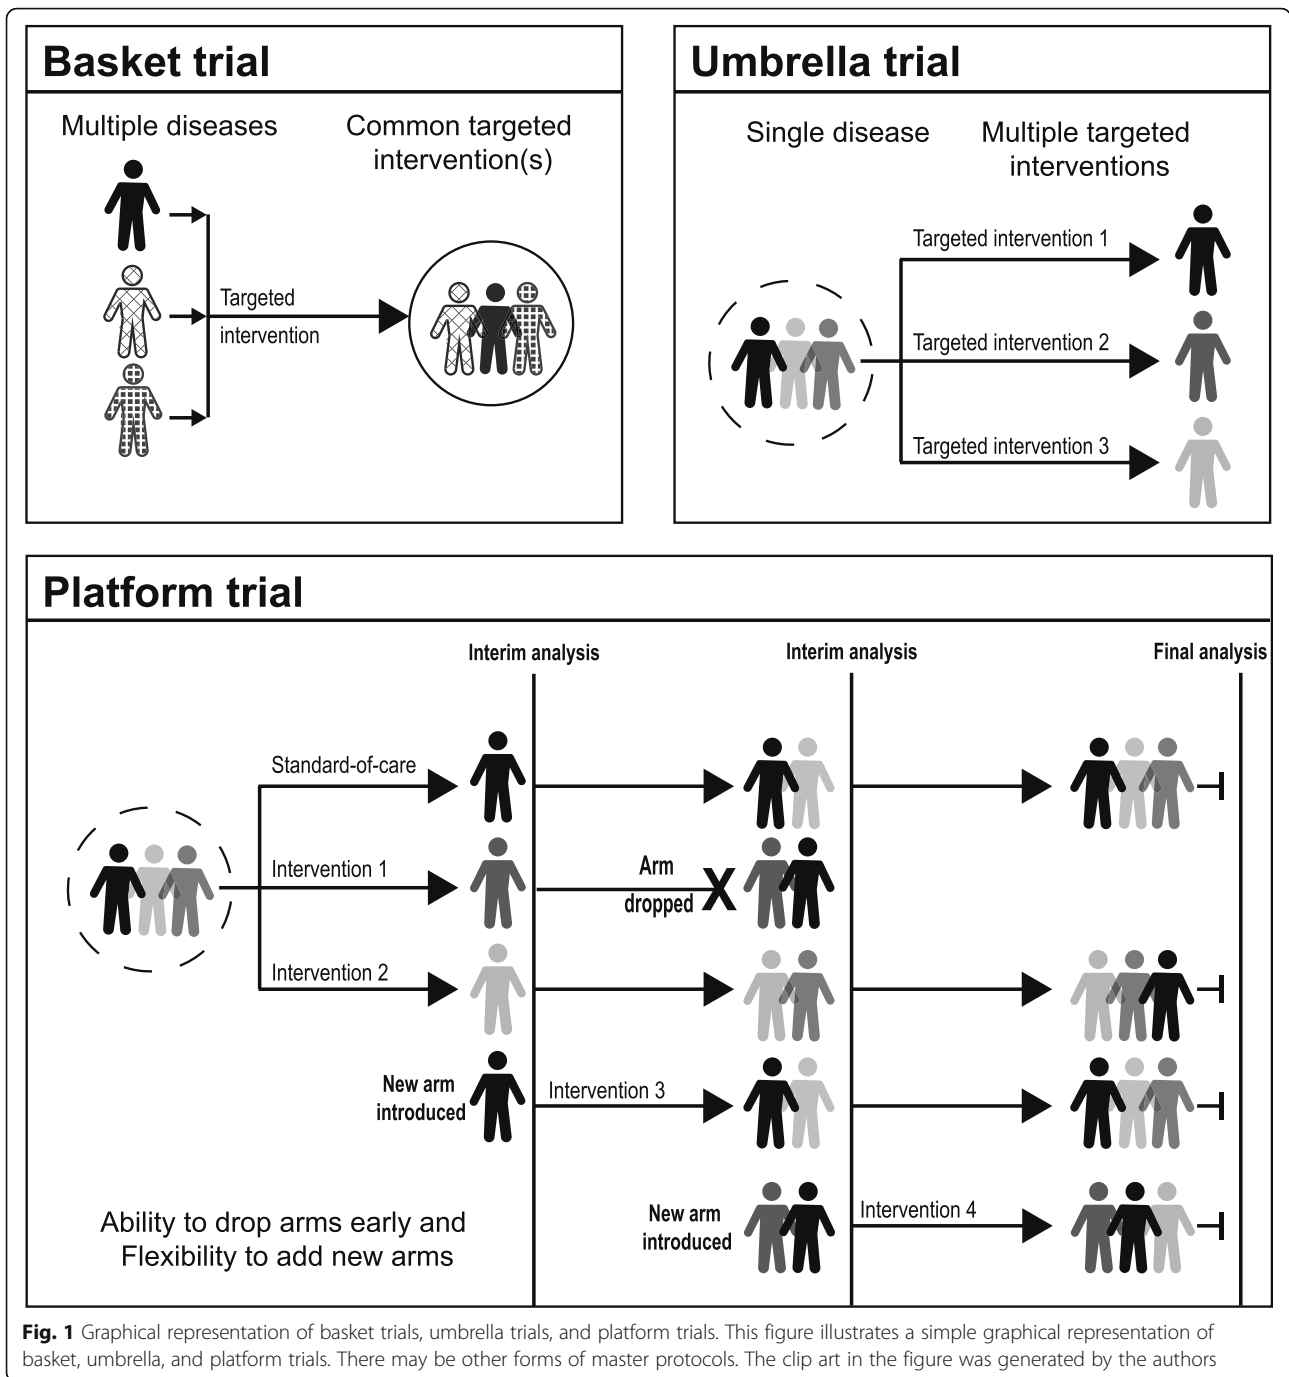 Basket trial
Multiple diseases
Common targeted
intervention(s)
Targeted
intervention
Umbrella trial
Single disease
Multiple targeted
interventions
Targeted intervention 1
Targeted intervention 2
Targeted intervention 3
Platform trial
Interim analysis
Interim analysis
Final analysis
Standard-of-care
Intervention 1
Arm
dropped
X
Intervention 2
New arm
introduced
Intervention 3
New arm
introduced
Intervention 4
Ability to drop arms early and
Flexibility to add new arms
Fig. 1 Graphical representation of basket trials, umbrella trials, and platform trials. This figure illustrates a simple graphical representation of
basket, umbrella, and platform trials. There may be other forms of master protocols. The clip art in the figure was generated by the authors